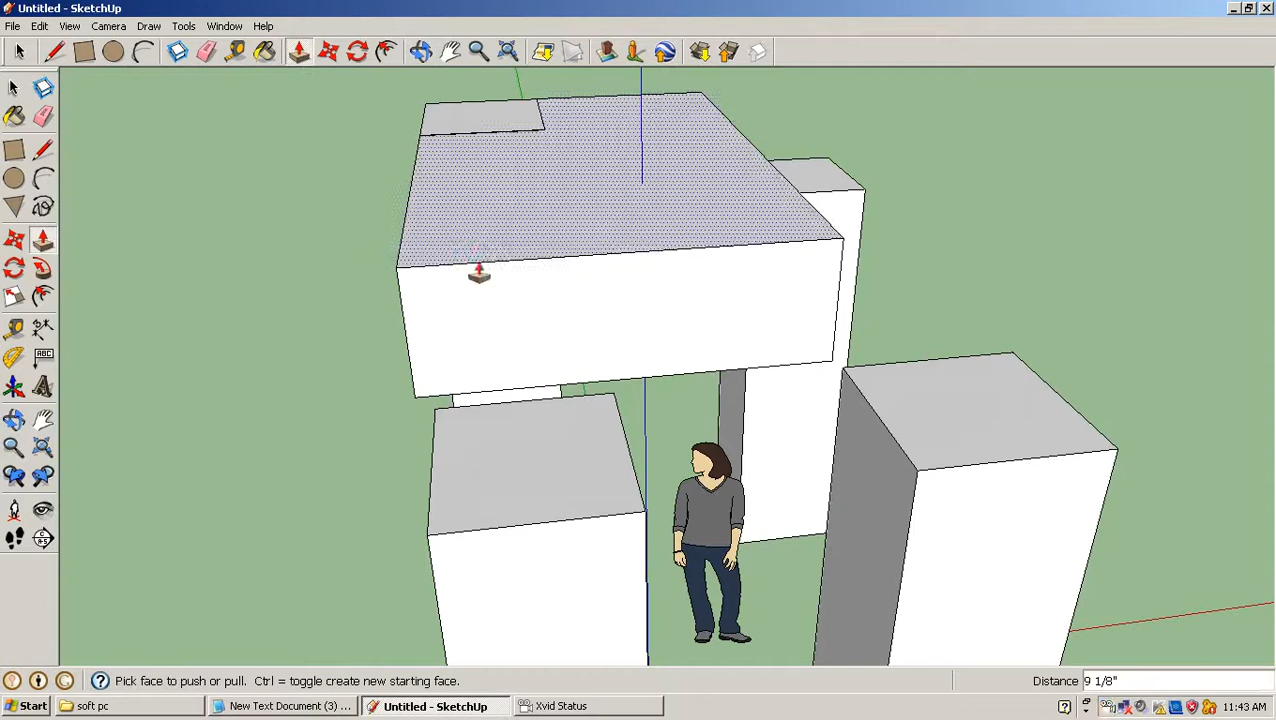 Untitled - SketchUp
File Edit View Camera Draw Tools Window Help
ABC
Pick face to push or pull. Ctrl = toggle create new starting face.
Distance 9 1/8"
Start soft pc New Text Document (3) ... Untitled - SketchUp Xvid Status 11:43 AM